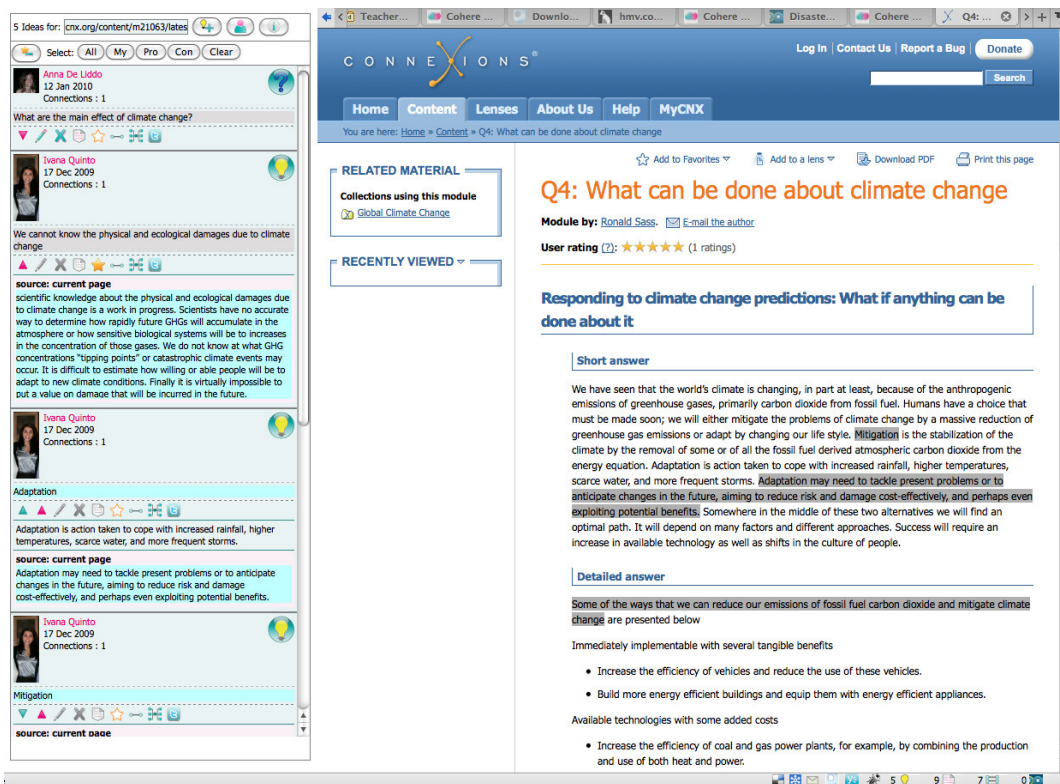 5 Ideas for: cnx.org/content/m21063/lates
Select: All My Pro Con Clear
Anna De Liddo
12 Jan 2010
Connections : 1
What are the main effect of climate change?
Ivana Quinto
17 Dec 2009
Connections : 1
We cannot know the physical and ecological damages due to climate
change
source: current page
scientific knowledge about the physical and ecological damages due
to climate change is a work in progress. Scientists have no accurate
way to determine how rapidly future GHGs will accumulate in the
atmosphere or how sensitive biological systems will be to increases
in the concentration of those gases. We do not know at what GHG
concentrations "tipping points" or catastrophic climate events may
occur. It is difficult to estimate how willing or able people will be to
adapt to new climate conditions. Finally it is virtually impossible to
put a value on damage that will be incurred in the future.
Ivana Quinto
17 Dec 2009
Connections : 1
Adaptation
Adaptation is action taken to cope with increased rainfall, higher
temperatures, scarce water, and more frequent storms.
source: current page
Adaptation may need to tackle present problems or to anticipate
changes in the future, aiming to reduce risk and damage
cost-effectively, and perhaps even exploiting potential benefits.
Ivana Quinto
17 Dec 2009
Connections : 1
Mitigation
source: current page
Teacher... Cohere ... Downlo... hmv.co... Cohere ... Disaste... Cohere ... Q4: ...
CONNEXIONS®
Log In | Contact Us | Report a Bug | Donate
Search
Home Content Lenses About Us Help MyCNX
You are here: Home » Content » Q4: What can be done about climate change
RELATED MATERIAL
Collections using this module
Global Climate Change
RECENTLY VIEWED
Add to Favorites Add to a lens Download PDF Print this page
Q4: What can be done about climate change
Module by: Ronald Sass. E-mail the author
User rating (?): (1 ratings)
Responding to climate change predictions: What if anything can be
done about it
Short answer
We have seen that the world's climate is changing, in part at least, because of the anthropogenic
emissions of greenhouse gases, primarily carbon dioxide from fossil fuel. Humans have a choice that
must be made soon; we will either mitigate the problems of climate change by a massive reduction of
greenhouse gas emissions or adapt by changing our life style. Mitigation is the stabilization of the
climate by the removal of some or of all the fossil fuel derived atmospheric carbon dioxide from the
energy equation. Adaptation is action taken to cope with increased rainfall, higher temperatures,
scarce water, and more frequent storms. Adaptation may need to tackle present problems or to
anticipate changes in the future, aiming to reduce risk and damage cost-effectively, and perhaps even
exploiting potential benefits. Somewhere in the middle of these two alternatives we will find an
optimal path. It will depend on many factors and different approaches. Success will require an
increase in available technology as well as shifts in the culture of people.
Detailed answer
Some of the ways that we can reduce our emissions of fossil fuel carbon dioxide and mitigate climate
change are presented below
Immediately implementable with several tangible benefits
• Increase the efficiency of vehicles and reduce the use of these vehicles.
• Build more energy efficient buildings and equip them with energy efficient appliances.
Available technologies with some added costs
• Increase the efficiency of coal and gas power plants, for example, by combining the production
and use of both heat and power.
5 9 7 0